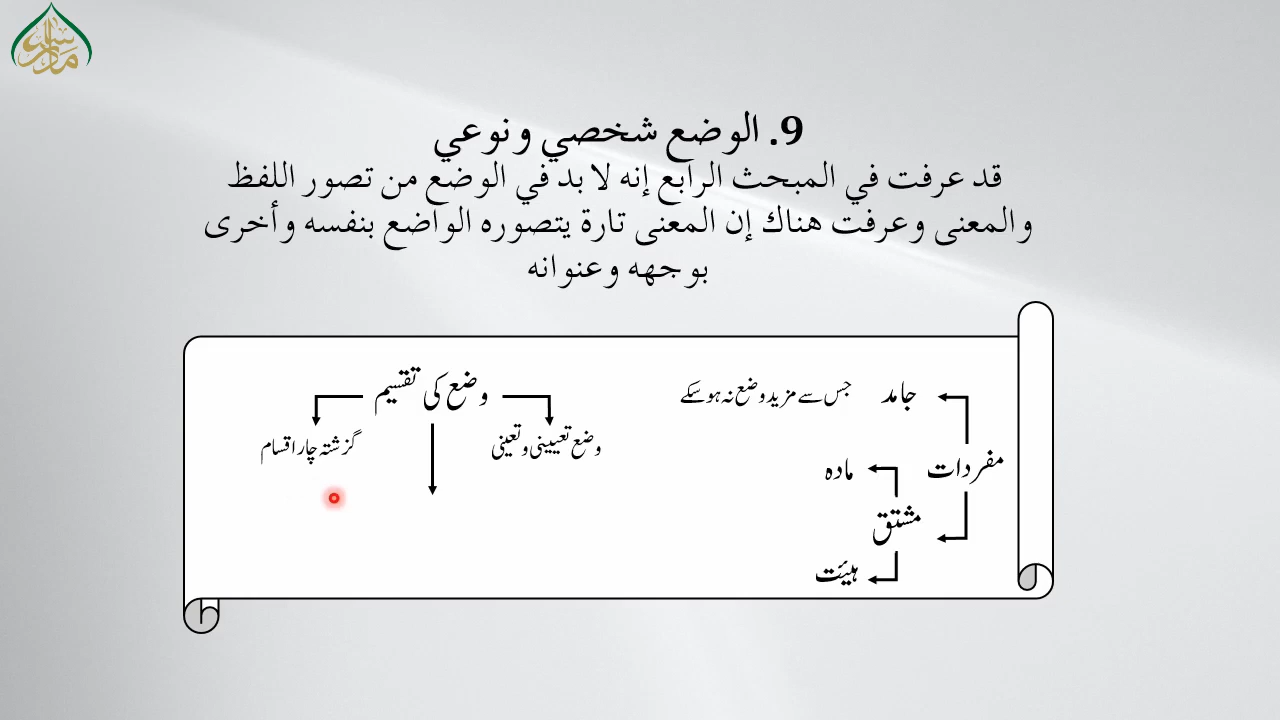 9. الوضع شخصي ونوعي
قد عرفت في المبحث الرابع إنه لا بد في الوضع من تصور اللفظ
والمعنى وعرفت هناك إن المعنى تارة يتصوره الواضع بنفسه وأخرى
بوجهه وعنوانه
جامد
جس سے مزید وضع نہ ہو سکے
مفردات
مادہ
مشتق
ہیئت
وضع کی تقسیم
وضع تعیینی و تعینی
گزشتہ چار اقسام